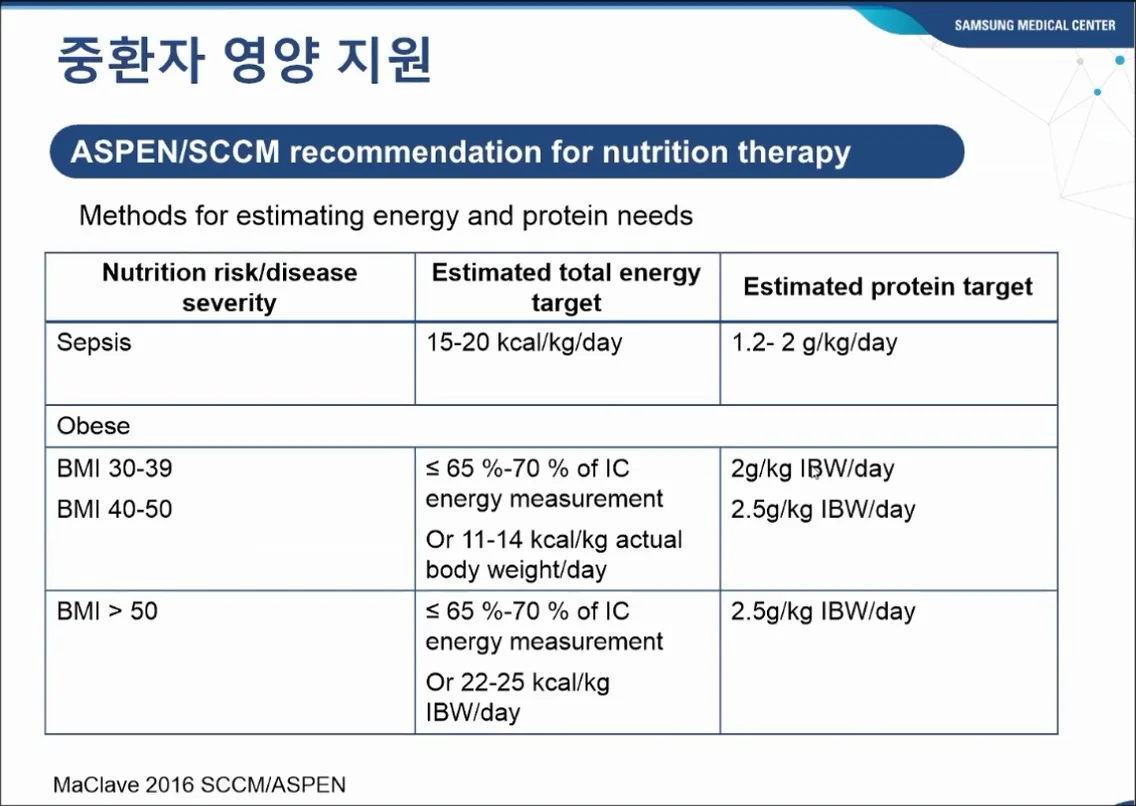 SAMSUNG MEDICAL CENTER
중환자 영양 지원
ASPEN/SCCM recommendation for nutrition therapy
Methods for estimating energy and protein needs
Nutrition risk/disease
severity
Estimated total energy
target
Estimated protein target
Sepsis
15-20 kcal/kg/day
1.2- 2 g/kg/day
Obese
BMI 30-39
BMI 40-50
≤ 65 %-70 % of IC
energy measurement
Or 11-14 kcal/kg actual
body weight/day
2g/kg IBW/day
2.5g/kg IBW/day
BMI > 50
≤ 65 %-70 % of IC
energy measurement
Or 22-25 kcal/kg
IBW/day
2.5g/kg IBW/day
MaClave 2016 SCCM/ASPEN